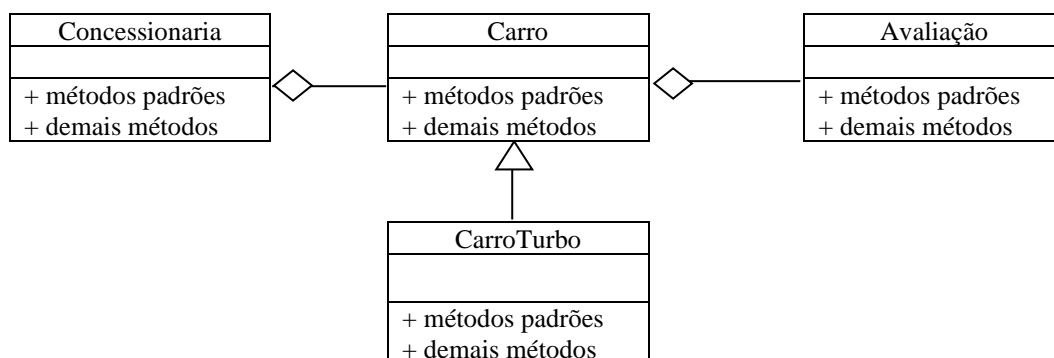 Concessionaria
+ métodos padrões
+ demais métodos
Carro
+ métodos padrões
+ demais métodos
Avaliação
+ métodos padrões
+ demais métodos
CarroTurbo
+ métodos padrões
+ demais métodos